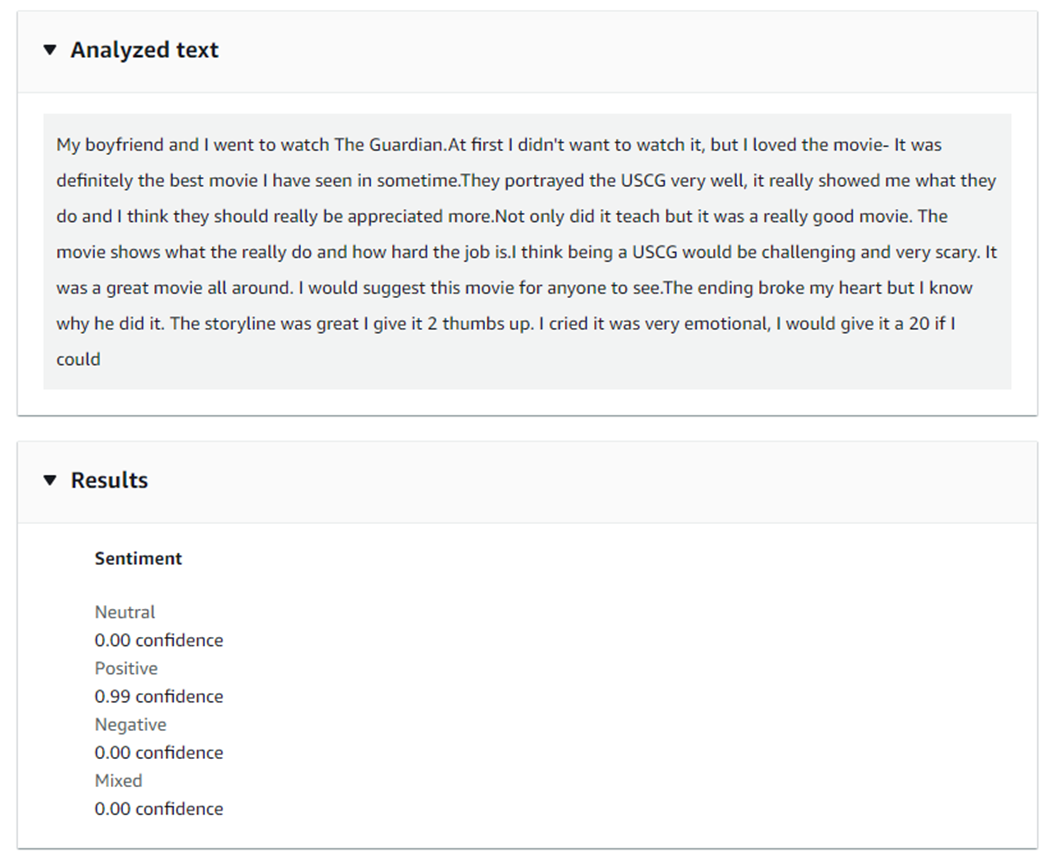 Analyzed text
My boyfriend and I went to watch The Guardian.At first I didn't want to watch it, but I loved the movie- It was
definitely the best movie I have seen in sometime.They portrayed the USCG very well, it really showed me what they
do and I think they should really be appreciated more.Not only did it teach but it was a really good movie. The
movie shows what the really do and how hard the job is.I think being a USCG would be challenging and very scary. It
was a great movie all around. I would suggest this movie for anyone to see.The ending broke my heart but I know
why he did it. The storyline was great I give it 2 thumbs up. I cried it was very emotional, I would give it a 20 if I
could
Results
Sentiment
Neutral
0.00 confidence
Positive
0.99 confidence
Negative
0.00 confidence
Mixed
0.00 confidence